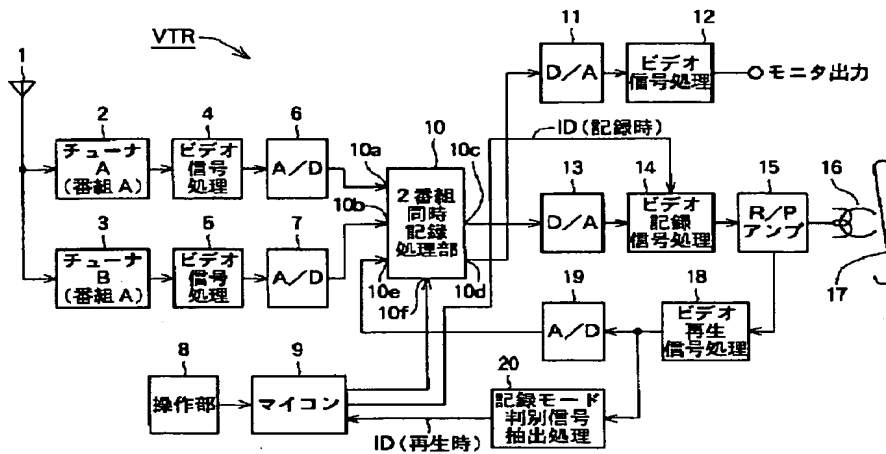 VTR
1
2
チューナ
A
(番組A)
4
ビデオ
信号
処理
6
A/D
10a
10
10c
2番組
同時
記録
処理部
10b
10e
10f
10d
11
D/A
12
ビデオ
信号処理
モニタ出力
ID(記録時)
13
D/A
14
ビデオ
記録
信号処理
15
R/P
アンプ
16
17
3
チューナ
B
(番組A)
5
ビデオ
信号
処理
7
A/D
19
A/D
18
ビデオ
再生
信号処理
8
操作部
9
マイコン
20
記録モード
判別信号
抽出処理
ID(再生時)